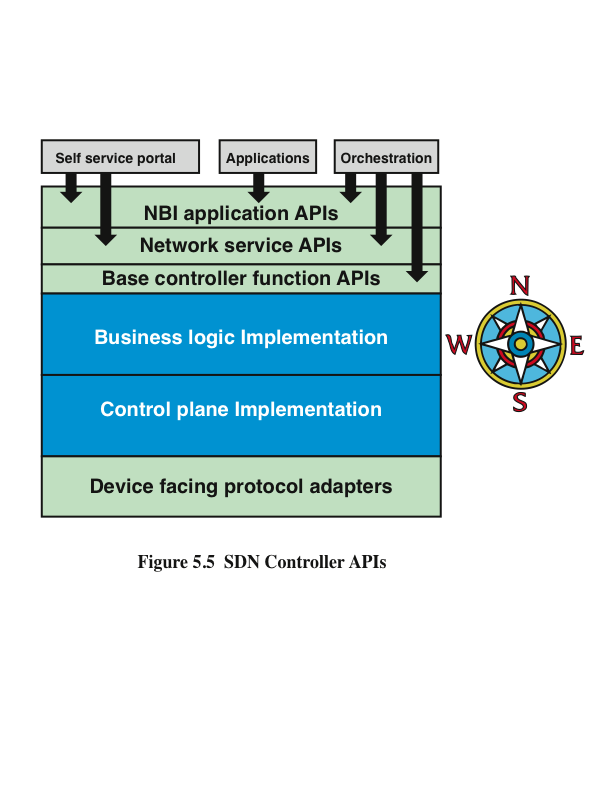 Self service portal
Applications
Orchestration
NBI application APIs
Network service APIs
Base controller function APIs
Business logic Implementation
Control plane Implementation
Device facing protocol adapters
N
W
E
S
Figure 5.5 SDN Controller APIs